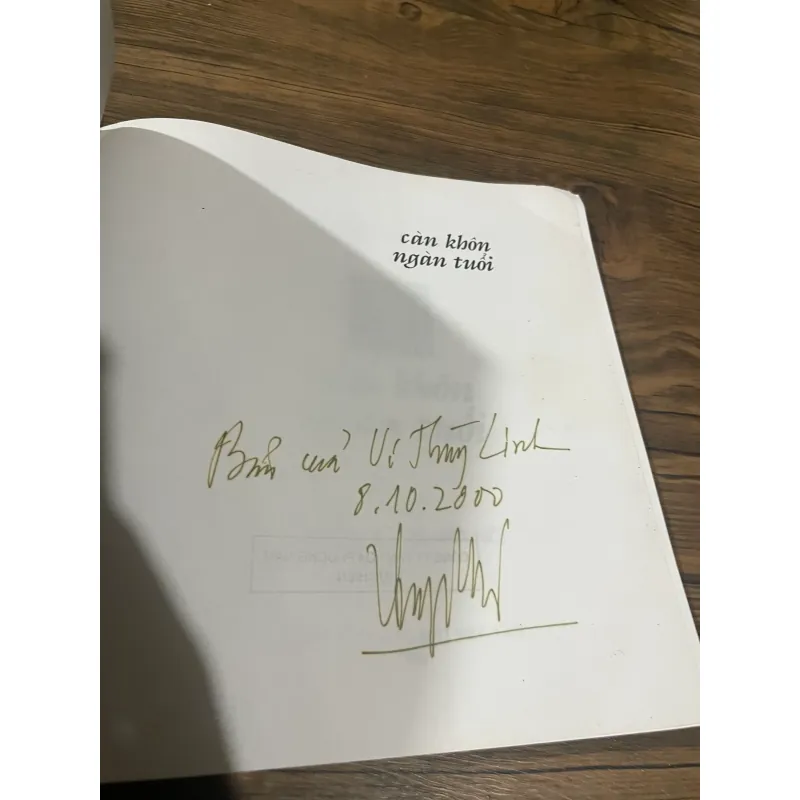 càn khôn
ngàn tuổi
Bản của Vi Thùy Linh
8.10.2000